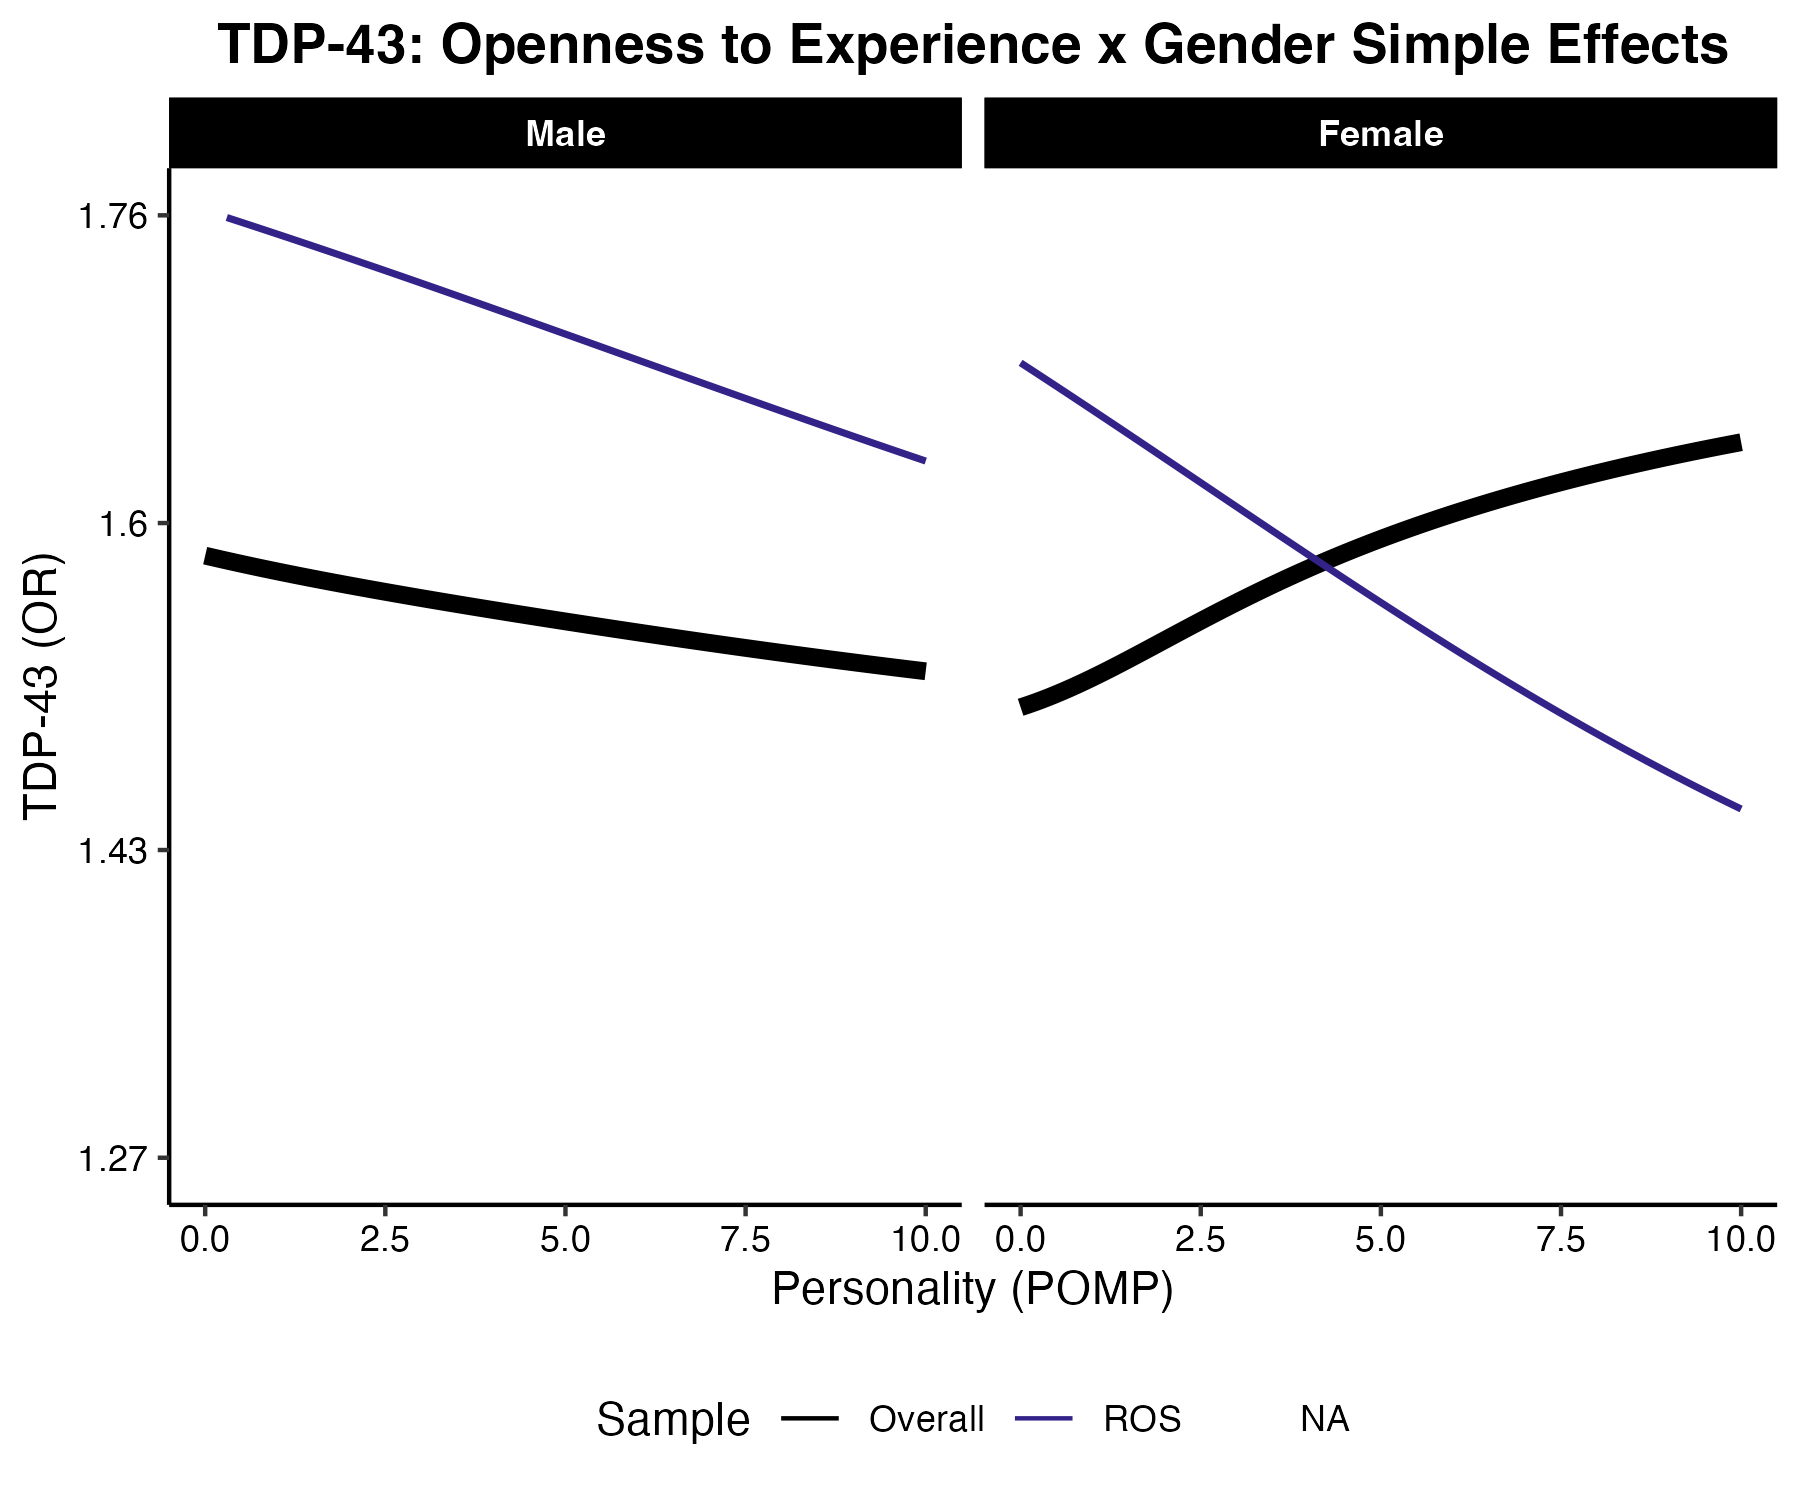 TDP-43: Openness to Experience x Gender Simple Effects
Male
Female
1.76
1.6
1.43
1.27
TDP-43 (OR)
0.0 2.5 5.0 7.5 10.0 0.0 2.5 5.0 7.5 10.0
Personality (POMP)
Sample Overall ROS NA